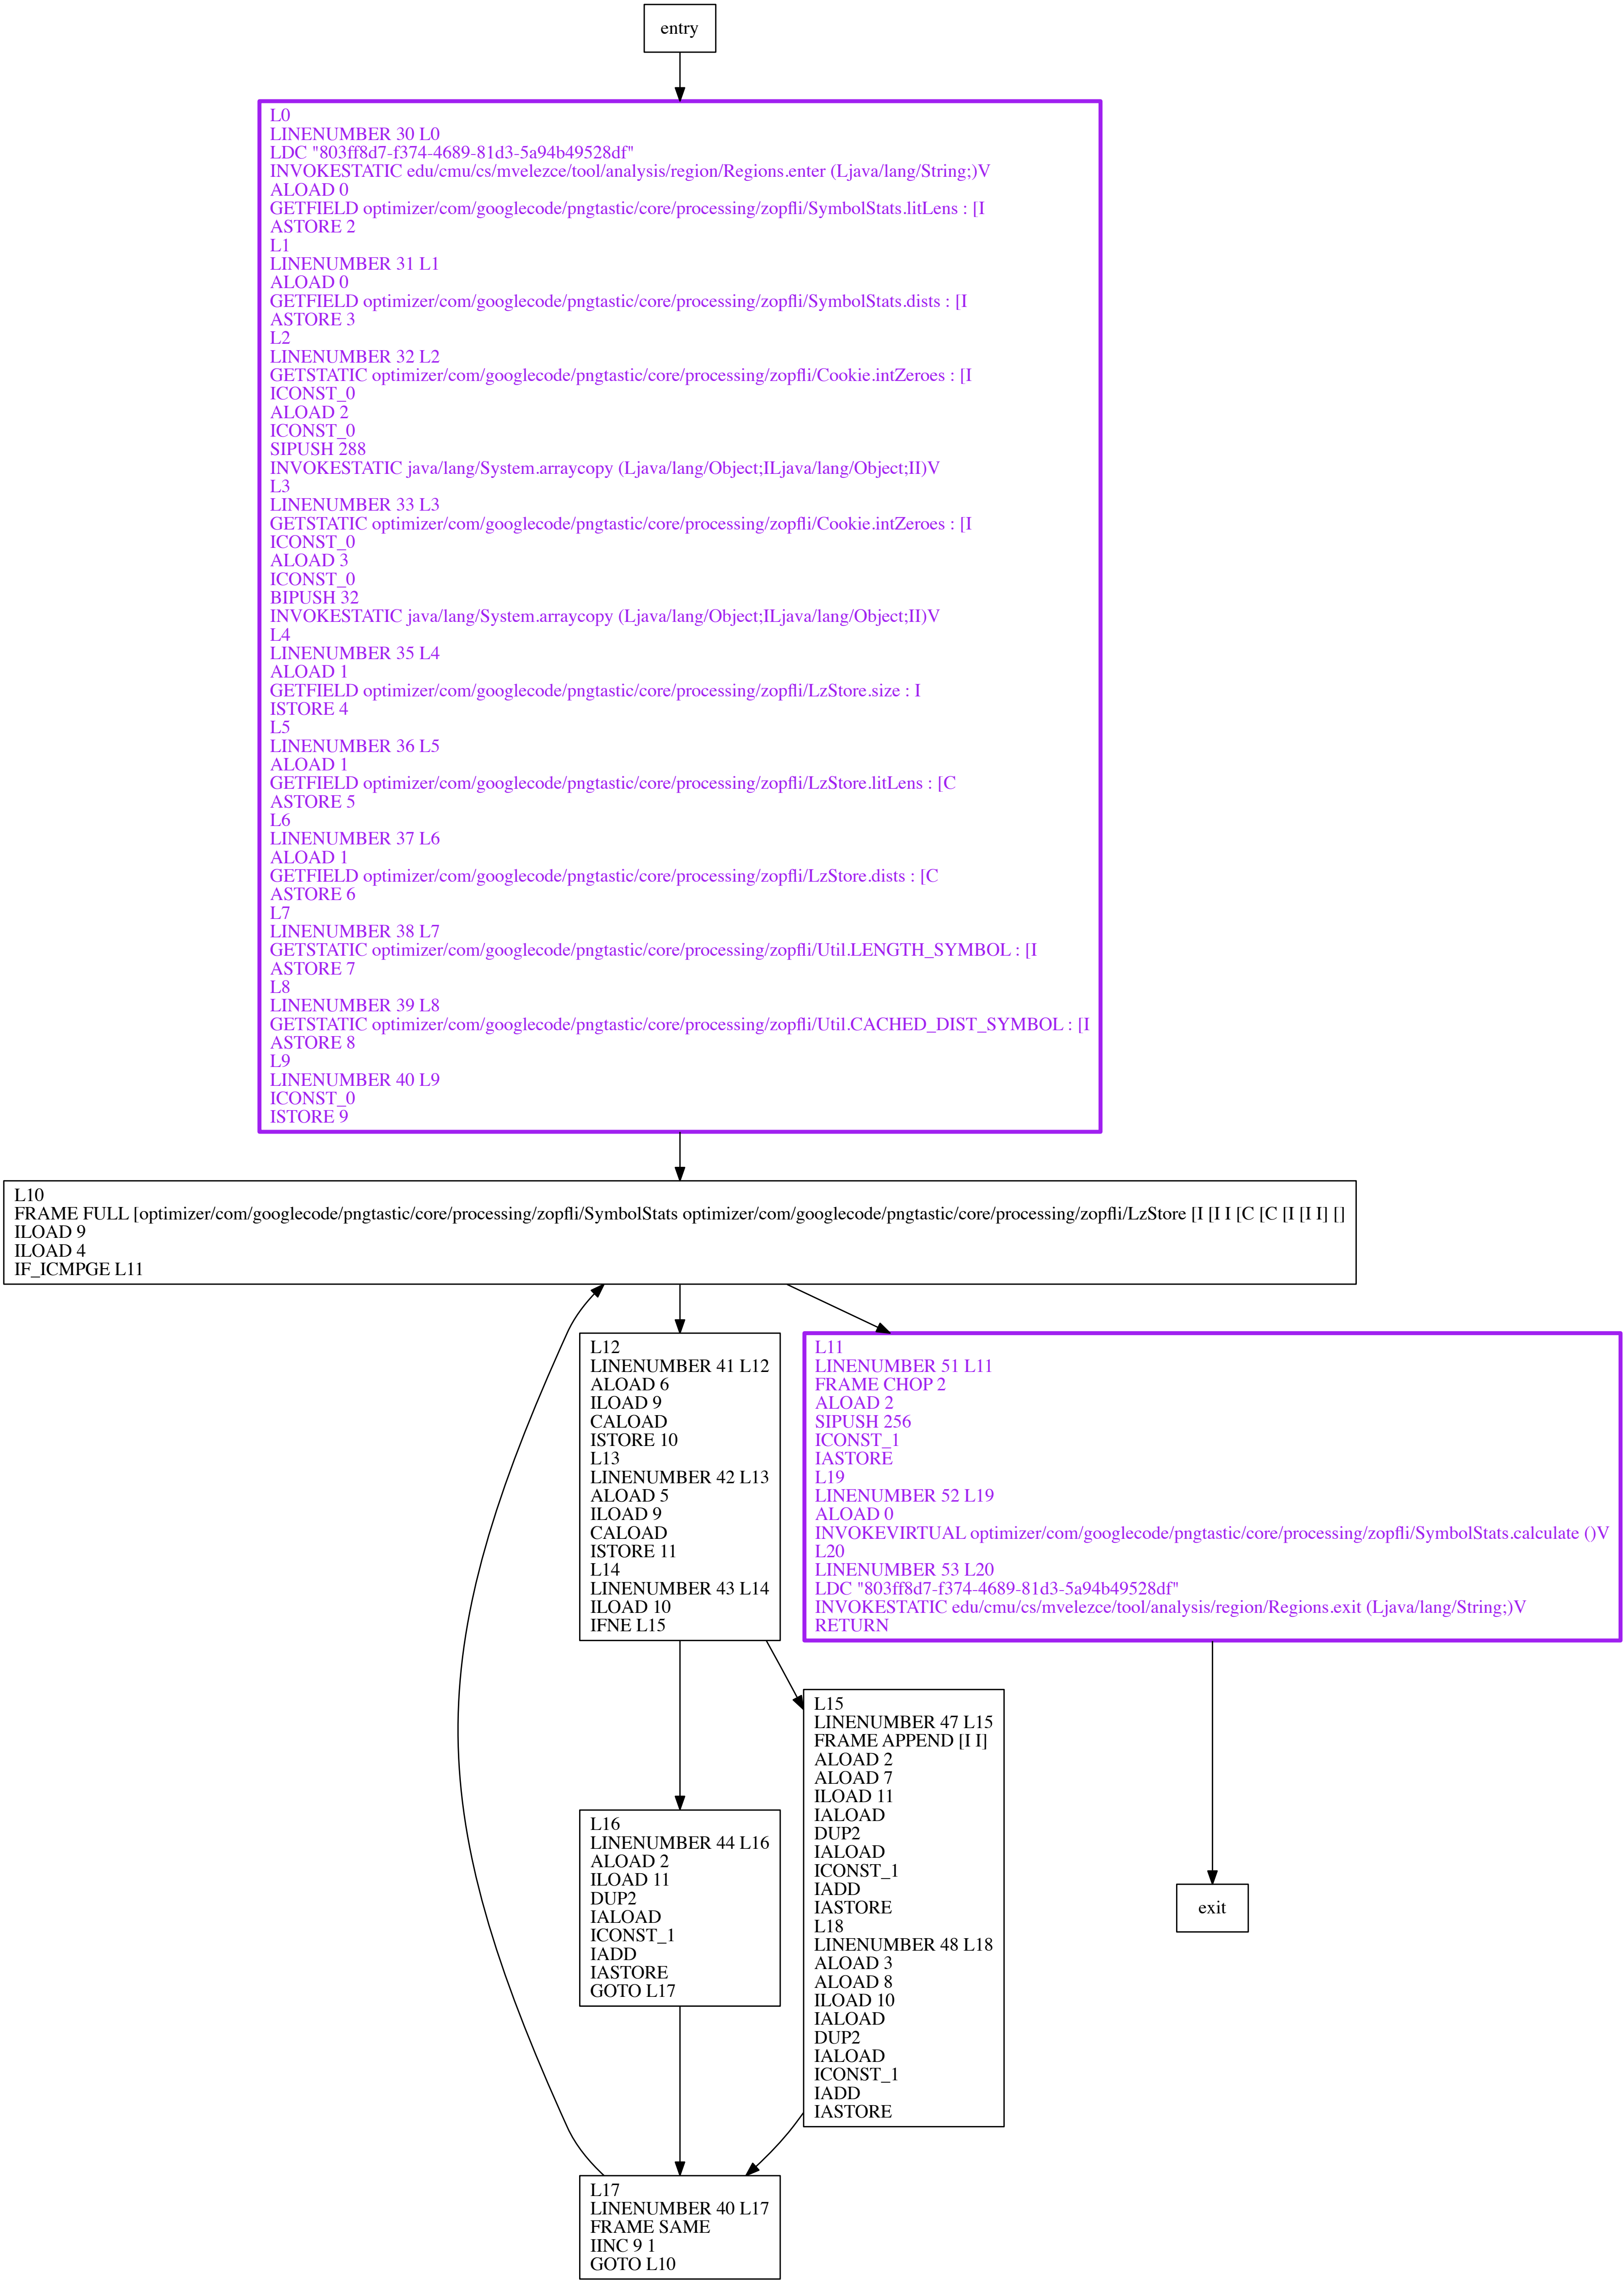 entry
L0
LINENUMBER 30 L0
LDC "803ff8d7-f374-4689-81d3-5a94b49528df"
INVOKESTATIC edu/cmu/cs/mvelezce/tool/analysis/region/Regions.enter (Ljava/lang/String;)V
ALOAD 0
GETFIELD optimizer/com/googlecode/pngtastic/core/processing/zopfli/SymbolStats.litLens : [I
ASTORE 2
L1
LINENUMBER 31 L1
ALOAD 0
GETFIELD optimizer/com/googlecode/pngtastic/core/processing/zopfli/SymbolStats.dists : [I
ASTORE 3
L2
LINENUMBER 32 L2
GETSTATIC optimizer/com/googlecode/pngtastic/core/processing/zopfli/Cookie.intZeroes : [I
ICONST_0
ALOAD 2
ICONST_0
SIPUSH 288
INVOKESTATIC java/lang/System.arraycopy (Ljava/lang/Object;ILjava/lang/Object;II)V
L3
LINENUMBER 33 L3
GETSTATIC optimizer/com/googlecode/pngtastic/core/processing/zopfli/Cookie.intZeroes : [I
ICONST_0
ALOAD 3
ICONST_0
BIPUSH 32
INVOKESTATIC java/lang/System.arraycopy (Ljava/lang/Object;ILjava/lang/Object;II)V
L4
LINENUMBER 35 L4
ALOAD 1
GETFIELD optimizer/com/googlecode/pngtastic/core/processing/zopfli/LzStore.size : I
ISTORE 4
L5
LINENUMBER 36 L5
ALOAD 1
GETFIELD optimizer/com/googlecode/pngtastic/core/processing/zopfli/LzStore.litLens : [C
ASTORE 5
L6
LINENUMBER 37 L6
ALOAD 1
GETFIELD optimizer/com/googlecode/pngtastic/core/processing/zopfli/LzStore.dists : [C
ASTORE 6
L7
LINENUMBER 38 L7
GETSTATIC optimizer/com/googlecode/pngtastic/core/processing/zopfli/Util.LENGTH_SYMBOL : [I
ASTORE 7
L8
LINENUMBER 39 L8
GETSTATIC optimizer/com/googlecode/pngtastic/core/processing/zopfli/Util.CACHED_DIST_SYMBOL : [I
ASTORE 8
L9
LINENUMBER 40 L9
ICONST_0
ISTORE 9
L10
FRAME FULL [optimizer/com/googlecode/pngtastic/core/processing/zopfli/SymbolStats optimizer/com/googlecode/pngtastic/core/processing/zopfli/LzStore [I [I I [C [C [I [I I] []
ILOAD 9
ILOAD 4
IF_ICMPGE L11
L12
LINENUMBER 41 L12
ALOAD 6
ILOAD 9
CALOAD
ISTORE 10
L13
LINENUMBER 42 L13
ALOAD 5
ILOAD 9
CALOAD
ISTORE 11
L14
LINENUMBER 43 L14
ILOAD 10
IFNE L15
L11
LINENUMBER 51 L11
FRAME CHOP 2
ALOAD 2
SIPUSH 256
ICONST_1
IASTORE
L19
LINENUMBER 52 L19
ALOAD 0
INVOKEVIRTUAL optimizer/com/googlecode/pngtastic/core/processing/zopfli/SymbolStats.calculate ()V
L20
LINENUMBER 53 L20
LDC "803ff8d7-f374-4689-81d3-5a94b49528df"
INVOKESTATIC edu/cmu/cs/mvelezce/tool/analysis/region/Regions.exit (Ljava/lang/String;)V
RETURN
L15
LINENUMBER 47 L15
FRAME APPEND [I I]
ALOAD 2
ALOAD 7
ILOAD 11
IALOAD
DUP2
IALOAD
ICONST_1
IADD
IASTORE
L18
LINENUMBER 48 L18
ALOAD 3
ALOAD 8
ILOAD 10
IALOAD
DUP2
IALOAD
ICONST_1
IADD
IASTORE
L16
LINENUMBER 44 L16
ALOAD 2
ILOAD 11
DUP2
IALOAD
ICONST_1
IADD
IASTORE
GOTO L17
exit
L17
LINENUMBER 40 L17
FRAME SAME
IINC 9 1
GOTO L10